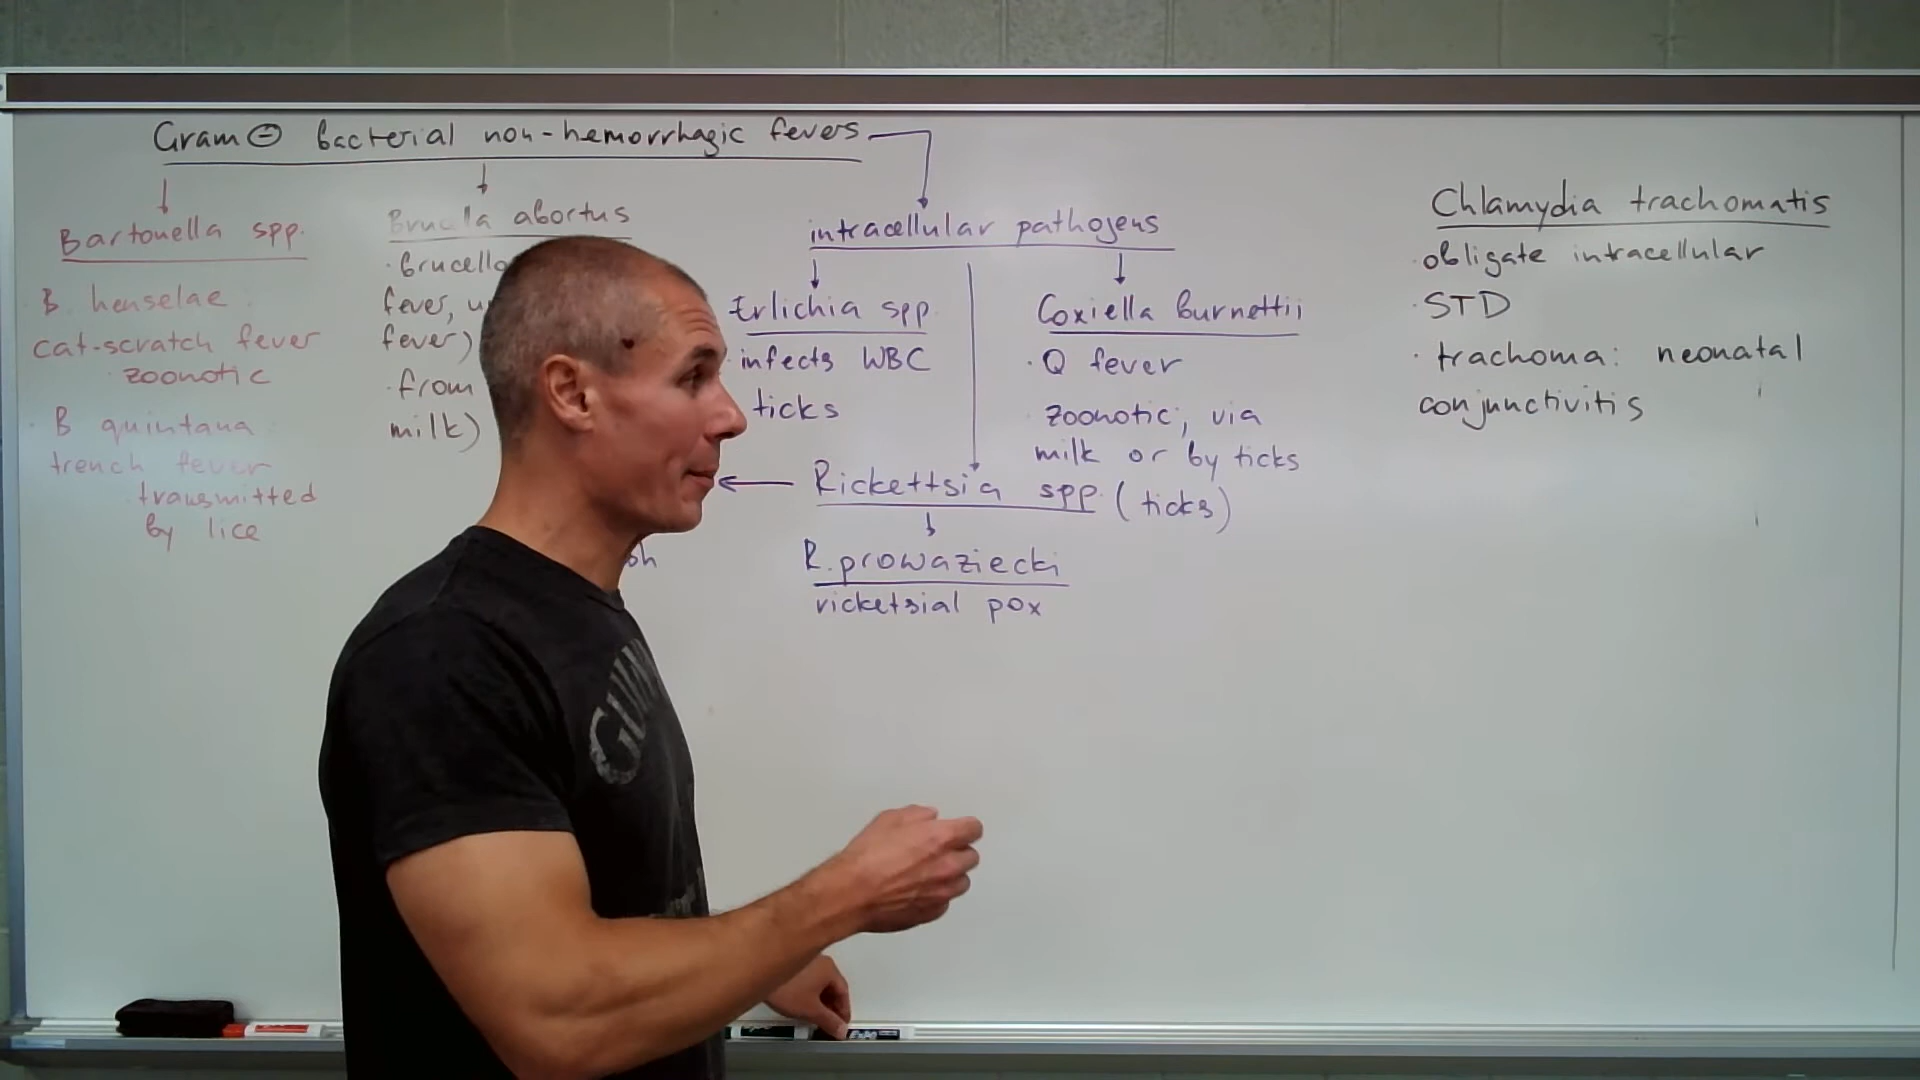 Gram ⊖ bacterial non-hemorrhagic fevers
Bartonella spp.
B. henselae
cat-scratch fever
zoonotic
· B quintana
trench fever
transmitted
by lice
abortus
fever,
fever)
· from
milk)
intracellular pathogens
Erlichia spp
· infects WBC
ticks
Coxiella burnettii
· Q fever
zoonotic; via
milk or by ticks
Rickettsia spp. (ticks)
R. prowaziecki
ricketsial pox
Chlamydia trachomatis
· obligate intracellular
· STD
· trachoma: neonatal
conjunctivitis